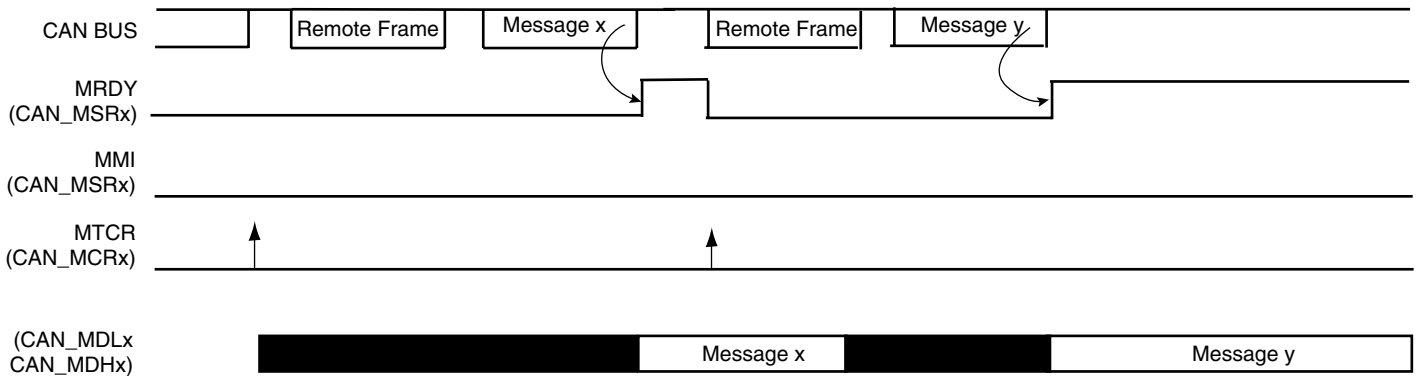 CAN BUS
Remote Frame
Message x
Remote Frame
Message y
MRDY
(CAN_MSRx)
MMI
(CAN_MSRx)
MTCR
(CAN_MCRx)
(CAN_MDLx
CAN_MDHx)
Message x
Message y